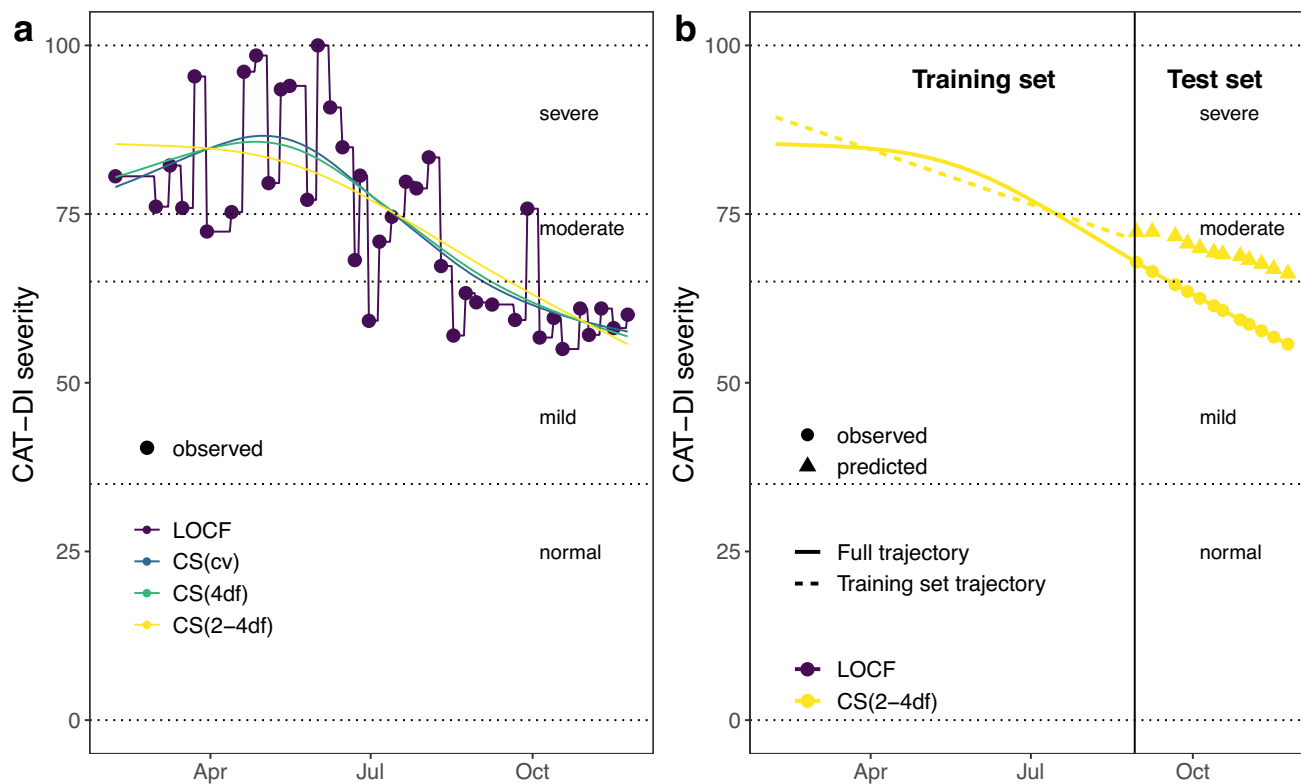 a
CAT−DI severity
100
75
50
25
0
severe
moderate
mild
normal
observed
LOCF
CS(cv)
CS(4df)
CS(2−4df)
Apr
Jul
Oct
b
CAT−DI severity
100
75
50
25
0
Training set
Test set
severe
moderate
mild
normal
observed
predicted
Full trajectory
Training set trajectory
LOCF
CS(2−4df)
Apr
Jul
Oct